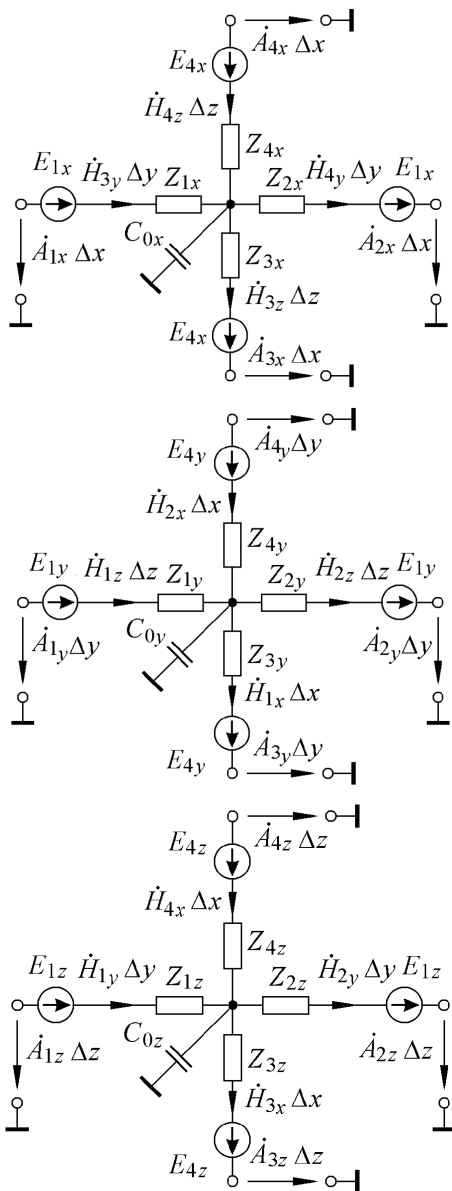 E₄ₓ Ȧ₄ₓ Δx
Ḣ₄z Δz
Z₄ₓ
E₁ₓ Ḣ₃y Δy Z₁ₓ Z₂ₓ Ḣ₄y Δy E₁ₓ
Ȧ₁ₓ Δx C₀ₓ Z₃ₓ Ȧ₂ₓ Δx
Ḣ₃z Δz
E₄ₓ Ȧ₃ₓ Δx
E₄y Ȧ₄y Δy
Ḣ₂ₓ Δx
Z₄y
E₁y Ḣ₁z Δz Z₁y Z₂y Ḣ₂z Δz E₁y
Ȧ₁y Δy C₀y Z₃y Ȧ₂y Δy
Ḣ₁ₓ Δx
E₄y Ȧ₃y Δy
E₄z Ȧ₄z Δz
Ḣ₄ₓ Δx
Z₄z
E₁z Ḣ₁y Δy Z₁z Z₂z Ḣ₂y Δy E₁z
Ȧ₁z Δz C₀z Z₃z Ȧ₂z Δz
Ḣ₃ₓ Δx
E₄z Ȧ₃z Δz